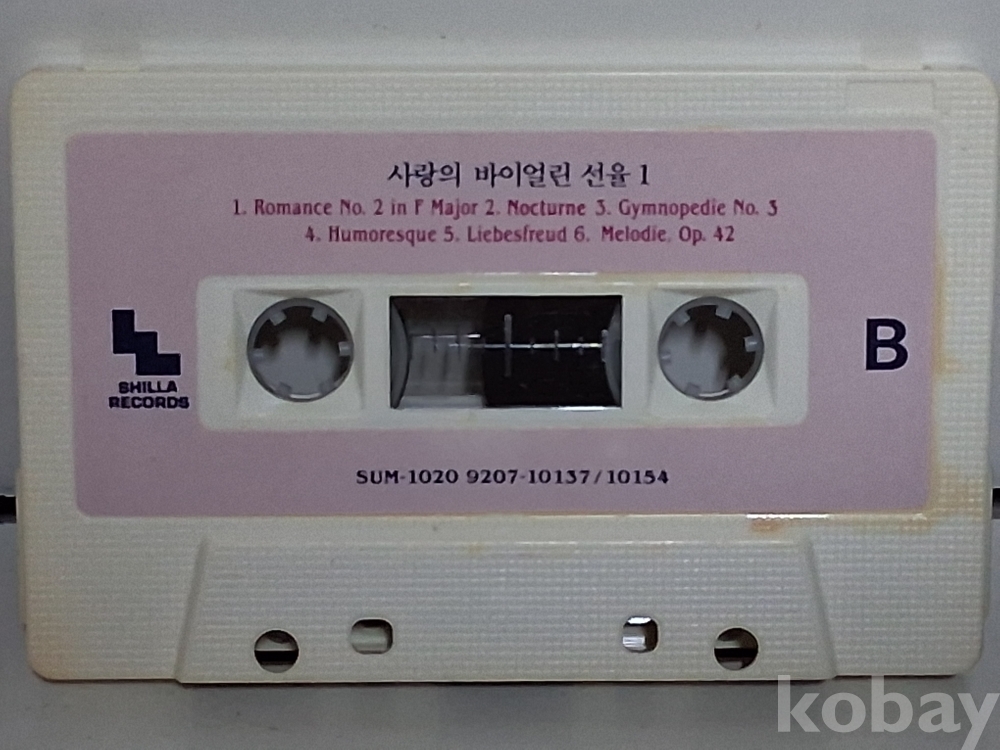 사랑의 바이얼린 선율 1
1. Romance No. 2 in F Major 2. Nocturne 3. Gymnopedie No. 3
4. Humoresque 5. Liebesfreud 6. Melodie, Op. 42
SHILLA
RECORDS
B
SUM-1020 9207-10137/10154
kobay